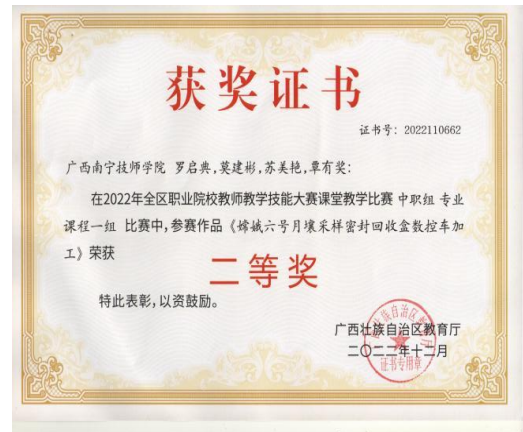 获奖证书
证书号：2022110662
广西南宁技师学院 罗启典,莫建彬,苏美艳,覃有奖:
在2022年全区职业院校教师教学技能大赛课堂教学比赛 中职组 专业
课程一组 比赛中,参赛作品《嫦娥六号月壤采样密封回收盒数控车加
工》荣获
二等奖
特此表彰,以资鼓励。
广西壮族自治区教育厅
二〇二二年十二月
证书专用章